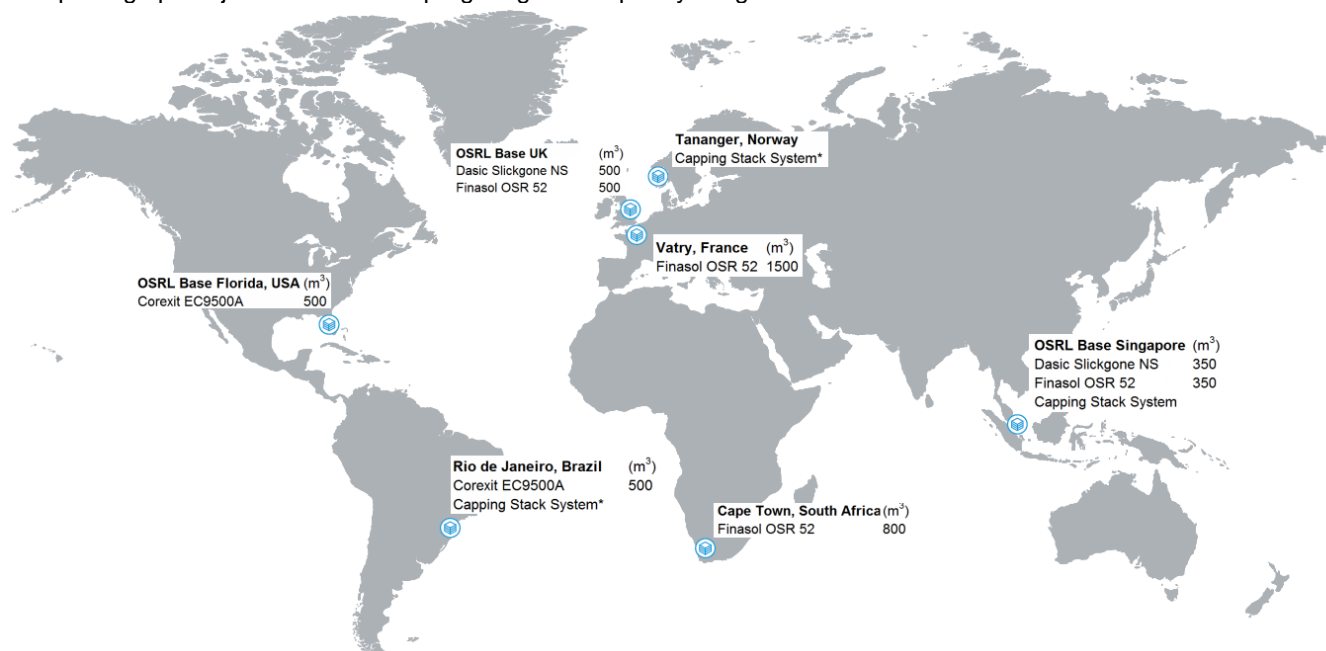 Tananger, Norway
Capping Stack System*
OSRL Base UK (m³)
Dasic Slickgone NS 500
Finasol OSR 52 500
Vatry, France (m³)
Finasol OSR 52 1500
OSRL Base Florida, USA (m³)
Corexit EC9500A 500
OSRL Base Singapore (m³)
Dasic Slickgone NS 350
Finasol OSR 52 350
Capping Stack System
Rio de Janeiro, Brazil (m³)
Corexit EC9500A 500
Capping Stack System*
Cape Town, South Africa (m³)
Finasol OSR 52 800